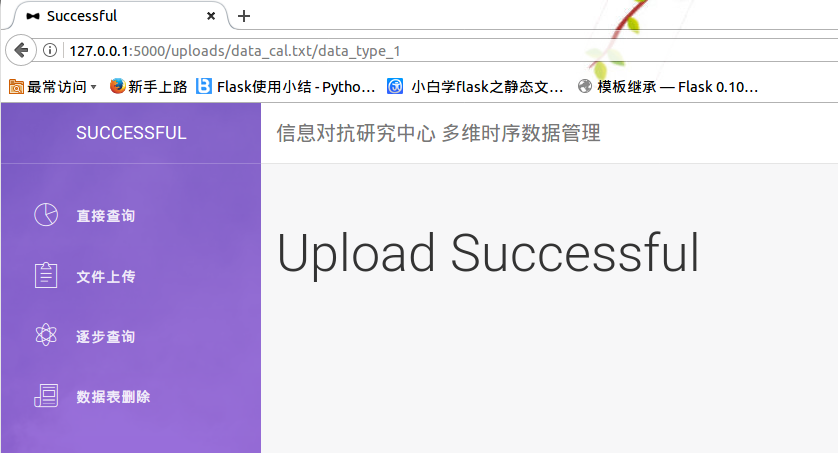 Successful
127.0.0.1:5000/uploads/data_cal.txt/data_type_1
最常访问 新手上路 Flask使用小结 - Pytho... 小白学flask之静态文... 模板继承 — Flask 0.10...
SUCCESSFUL
信息对抗研究中心 多维时序数据管理
直接查询
文件上传
逐步查询
数据表删除
Upload Successful